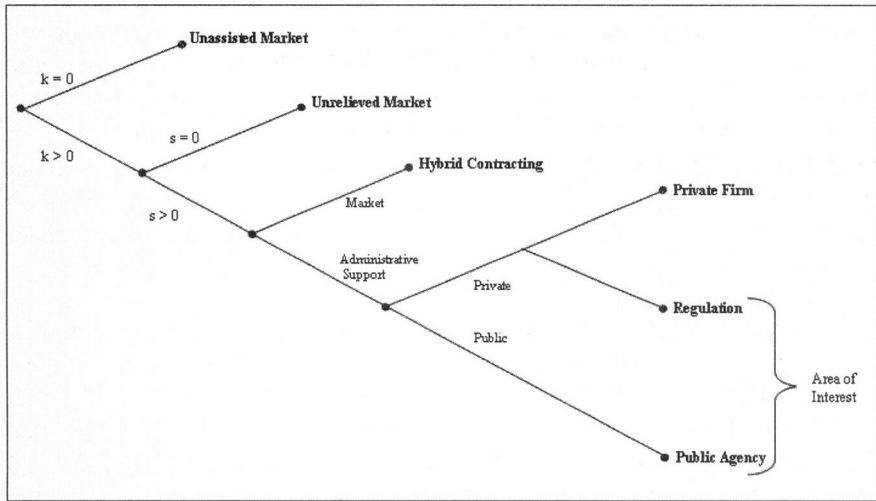 Unassisted Market
k = 0
Unrelieved Market
k > 0
s = 0
Hybrid Contracting
Private Firm
s > 0
Market
Administrative
Support
Private
Regulation
Public
Area of
Interest
Public Agency